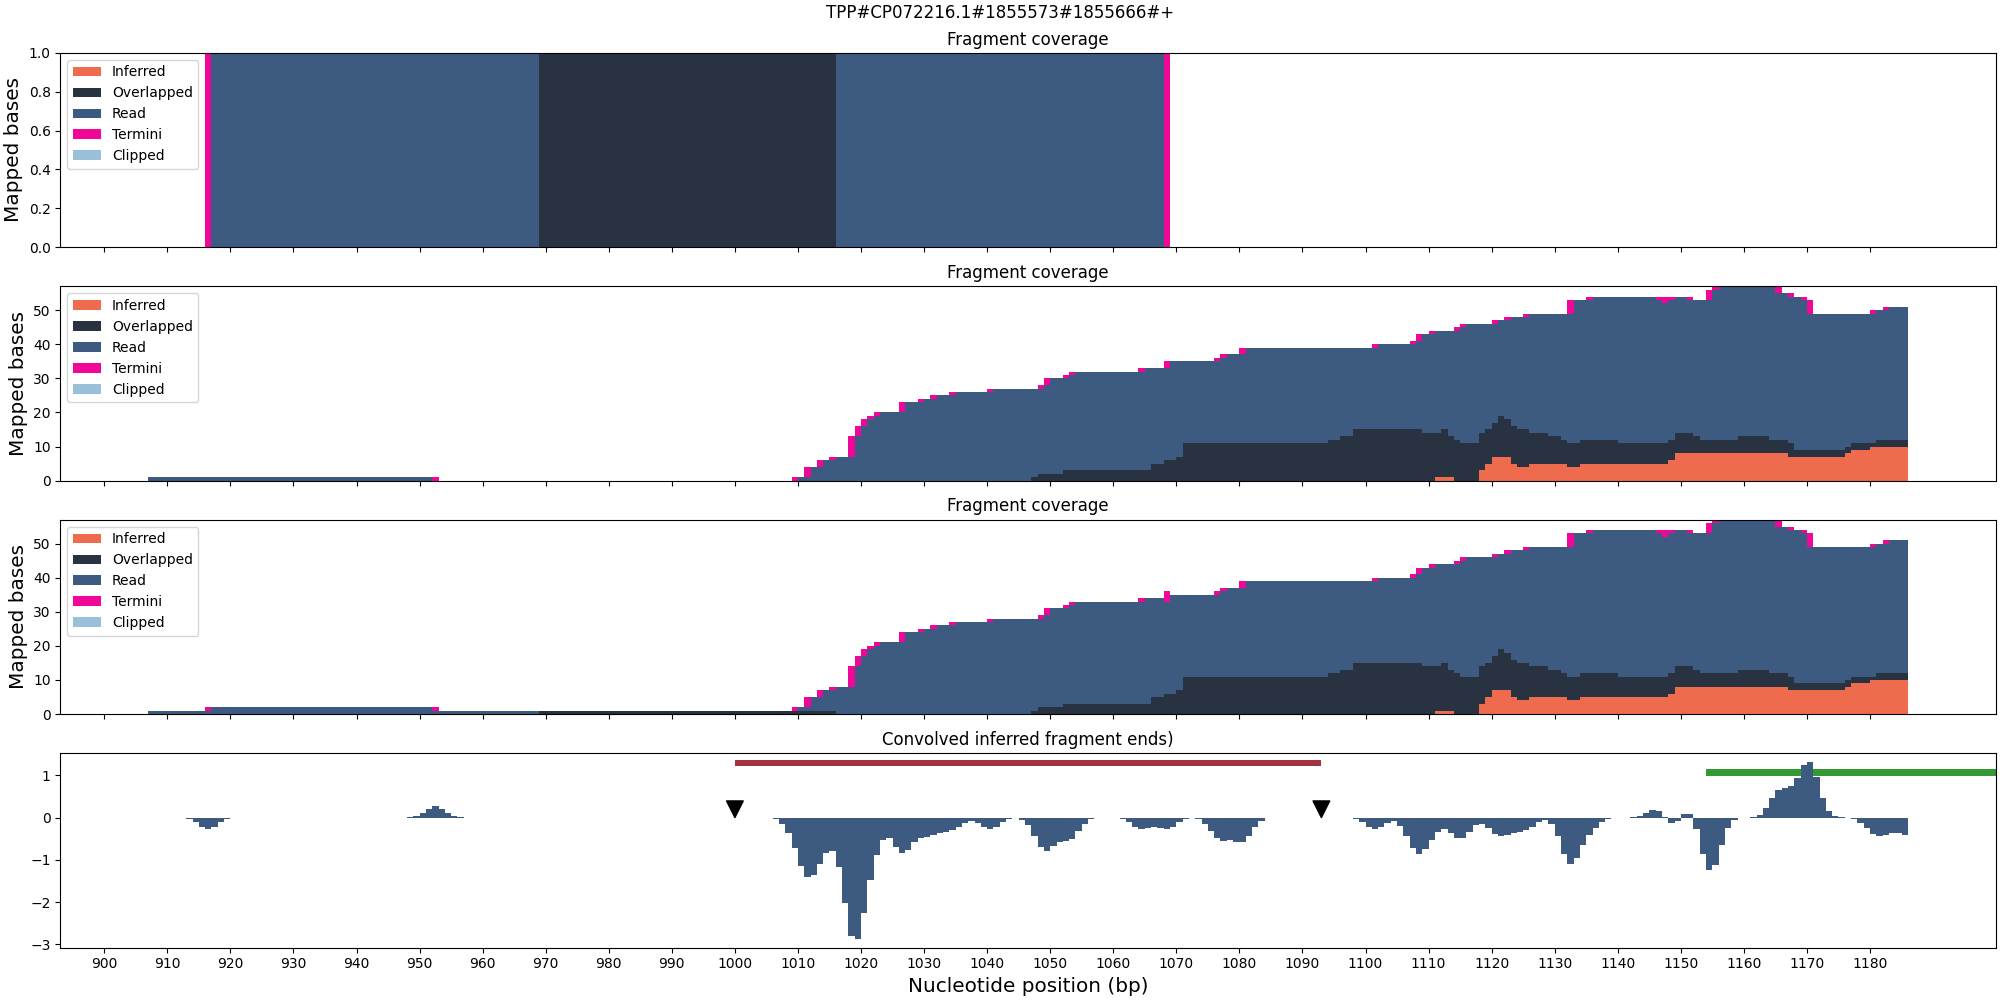 TPP#CP072216.1#1855573#1855666#+
Fragment coverage
Mapped bases
1.0
0.8
0.6
0.4
0.2
0.0
Inferred
Overlapped
Read
Termini
Clipped
Fragment coverage
Mapped bases
50
40
30
20
10
0
Inferred
Overlapped
Read
Termini
Clipped
Fragment coverage
Mapped bases
50
40
30
20
10
0
Inferred
Overlapped
Read
Termini
Clipped
Convolved inferred fragment ends)
1
0
−1
−2
−3
900 910 920 930 940 950 960 970 980 990 1000 1010 1020 1030 1040 1050 1060 1070 1080 1090 1100 1110 1120 1130 1140 1150 1160 1170 1180
Nucleotide position (bp)